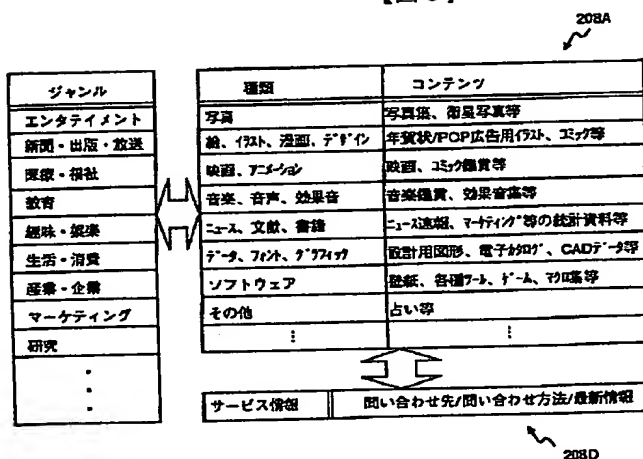 208A
ジャンル
エンタテイメント
新聞・出版・放送
医療・福祉
教育
趣味・娯楽
生活・消費
産業・企業
マーケティング
研究
種類 コンテンツ
写真 写真集、衛星写真等
絵、イラスト、漫画、デザイン 年賀状/POP広告用イラスト、コミック等
映画、アニメーション 映画、コミック鑑賞等
音楽、音声、効果音 音楽鑑賞、効果音集等
ニュース、文献、書籍 ニュース速報、マーケティング等の統計資料等
データ、フォント、グラフィック 設計用図形、電子カタログ、CADデータ等
ソフトウェア 壁紙、各種ツール、ゲーム、マクロ集等
その他 占い等
サービス情報 問い合わせ先/問い合わせ方法/最新情報
208D